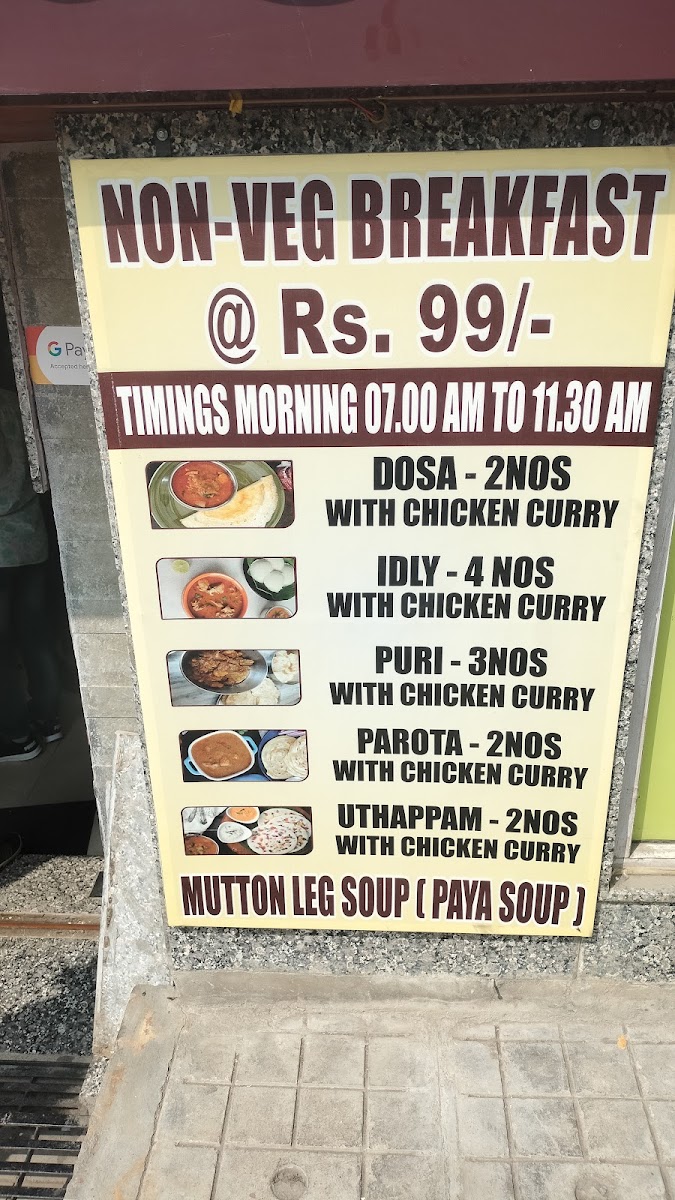 NON-VEG BREAKFAST
@ Rs. 99/-
G Pay
Accepted here
TIMINGS MORNING 07.00 AM TO 11.30 AM
DOSA - 2NOS
WITH CHICKEN CURRY
IDLY - 4 NOS
WITH CHICKEN CURRY
PURI - 3NOS
WITH CHICKEN CURRY
PAROTA - 2NOS
WITH CHICKEN CURRY
UTHAPPAM - 2NOS
WITH CHICKEN CURRY
MUTTON LEG SOUP ( PAYA SOUP )